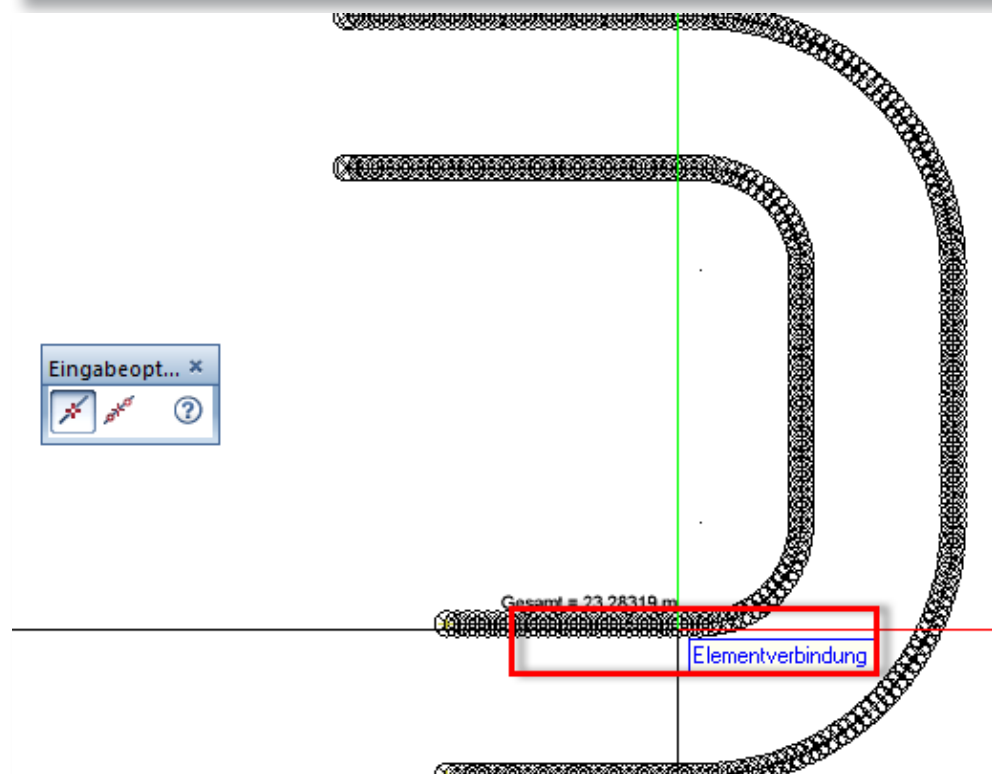 Eingabeopt...
Gesamt = 23.28319 m
Elementverbindung